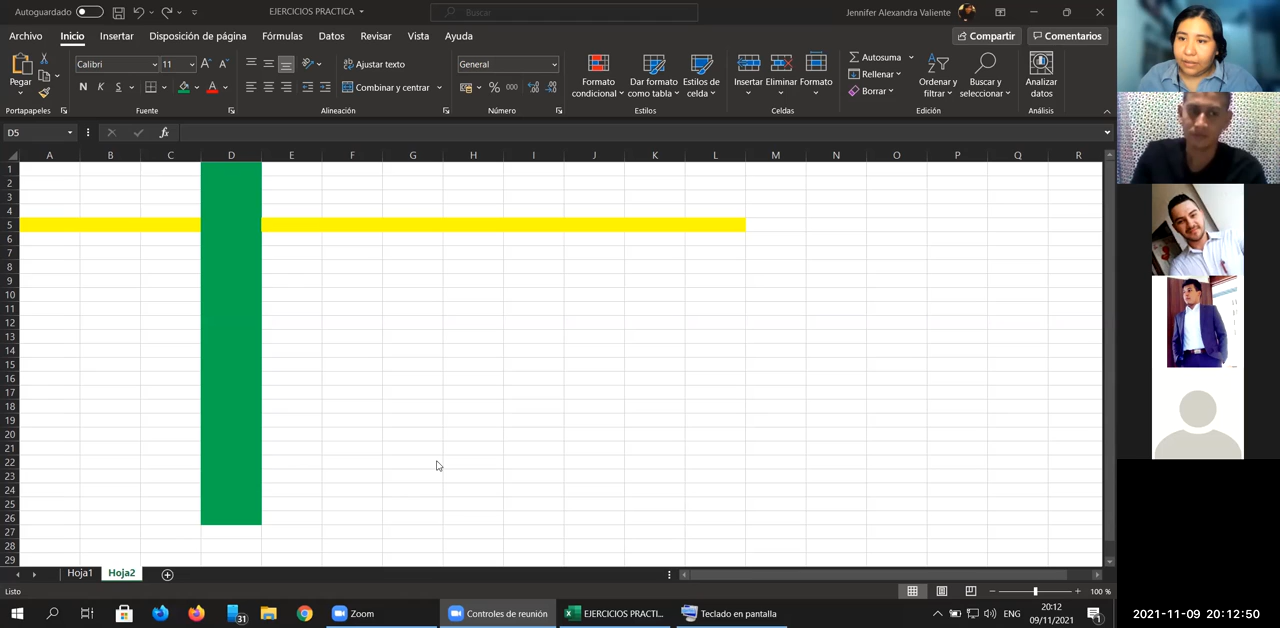 Autoguardado
EJERCICIOS PRACTICA
Buscar
Jennifer Alexandra Valiente
Archivo Inicio Insertar Disposición de página Fórmulas Datos Revisar Vista Ayuda
Compartir Comentarios
Pegar
Calibri 11
N K S
A
Ajustar texto
Combinar y centrar
General
% 000
Formato condicional
Dar formato como tabla
Estilos de celda
Insertar Eliminar Formato
Autosuma
Rellenar
Borrar
Ordenar y filtrar
Buscar y seleccionar
Analizar datos
Portapapeles Fuente Alineación Número Estilos Celdas Edición Análisis
D5 fx
A B C D E F G H I J K L M N O P Q R
1
2
3
4
5
6
7
8
9
10
11
12
13
14
15
16
17
18
19
20
21
22
23
24
25
26
27
28
29
Hoja1 Hoja2
Listo
100 %
31
Zoom
Controles de reunión
EJERCICIOS PRACTI...
Teclado en pantalla
ENG
20:12
09/11/2021
1
2021-11-09 20:12:50